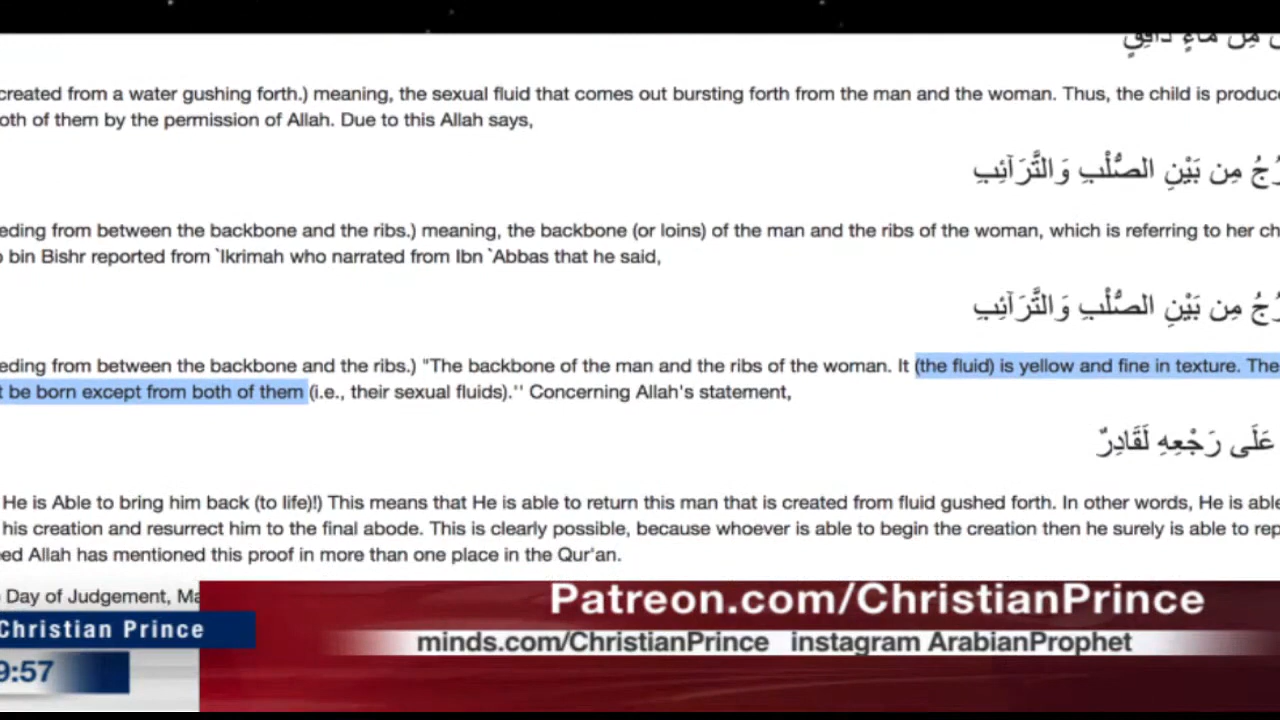 مِن مَّاءٍ دَافِقٍ
created from a water gushing forth.) meaning, the sexual fluid that comes out bursting forth from the man and the woman. Thus, the child is produce
oth of them by the permission of Allah. Due to this Allah says,
مِن بَيْنِ الصُّلْبِ وَالتَّرَآئِبِ
eding from between the backbone and the ribs.) meaning, the backbone (or loins) of the man and the ribs of the woman, which is referring to her ch
bin Bishr reported from `Ikrimah who narrated from Ibn `Abbas that he said,
مِن بَيْنِ الصُّلْبِ وَالتَّرَآئِبِ
eding from between the backbone and the ribs.) "The backbone of the man and the ribs of the woman. It (the fluid) is yellow and fine in texture. The
t be born except from both of them (i.e., their sexual fluids).'' Concerning Allah's statement,
عَلَى رَجْعِهِ لَقَادِرٌ
He is Able to bring him back (to life)!) This means that He is able to return this man that is created from fluid gushed forth. In other words, He is able
his creation and resurrect him to the final abode. This is clearly possible, because whoever is able to begin the creation then he surely is able to rep
eed Allah has mentioned this proof in more than one place in the Qur'an.
Day of Judgement, Ma
Patreon.com/ChristianPrince
Christian Prince
minds.com/ChristianPrince instagram ArabianProphet
9:57